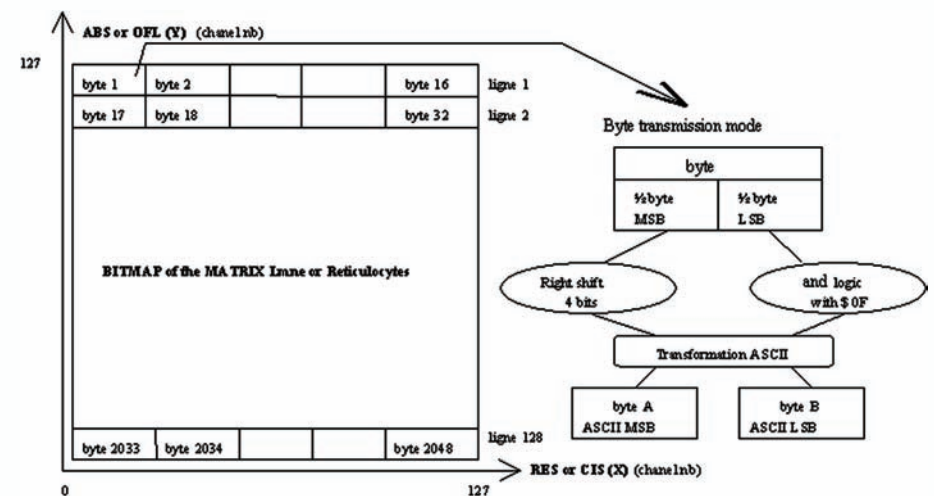 ABS or OFL (Y) (chanel nb)
127
byte 1 byte 2 byte 16 ligne 1
byte 17 byte 18 byte 32 ligne 2
Byte transmission mode
byte
½ byte ½ byte
MSB LSB
BITMAP of the MATRIX Lmne or Reticulocytes
Right shift
4 bits
and logic
with $ 0F
Transformation ASCII
byte A
ASCII MSB
byte B
ASCII LSB
byte 2033 byte 2034 byte 2048 ligne 128
RES or CIS (X) (chanel nb)
0 127